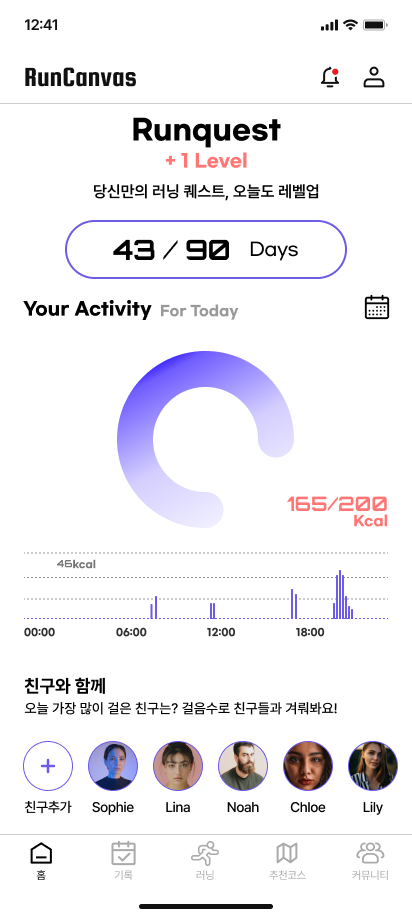 12:41
RunCanvas
Runquest
+ 1 Level
당신만의 러닝 퀘스트, 오늘도 레벨업
43 / 90 Days
Your Activity For Today
165/200
Kcal
46kcal
00:00 06:00 12:00 18:00
친구와 함께
오늘 가장 많이 걸은 친구는? 걸음수로 친구들과 겨뤄봐요!
친구추가 Sophie Lina Noah Chloe Lily
홈 기록 러닝 추천코스 커뮤니티